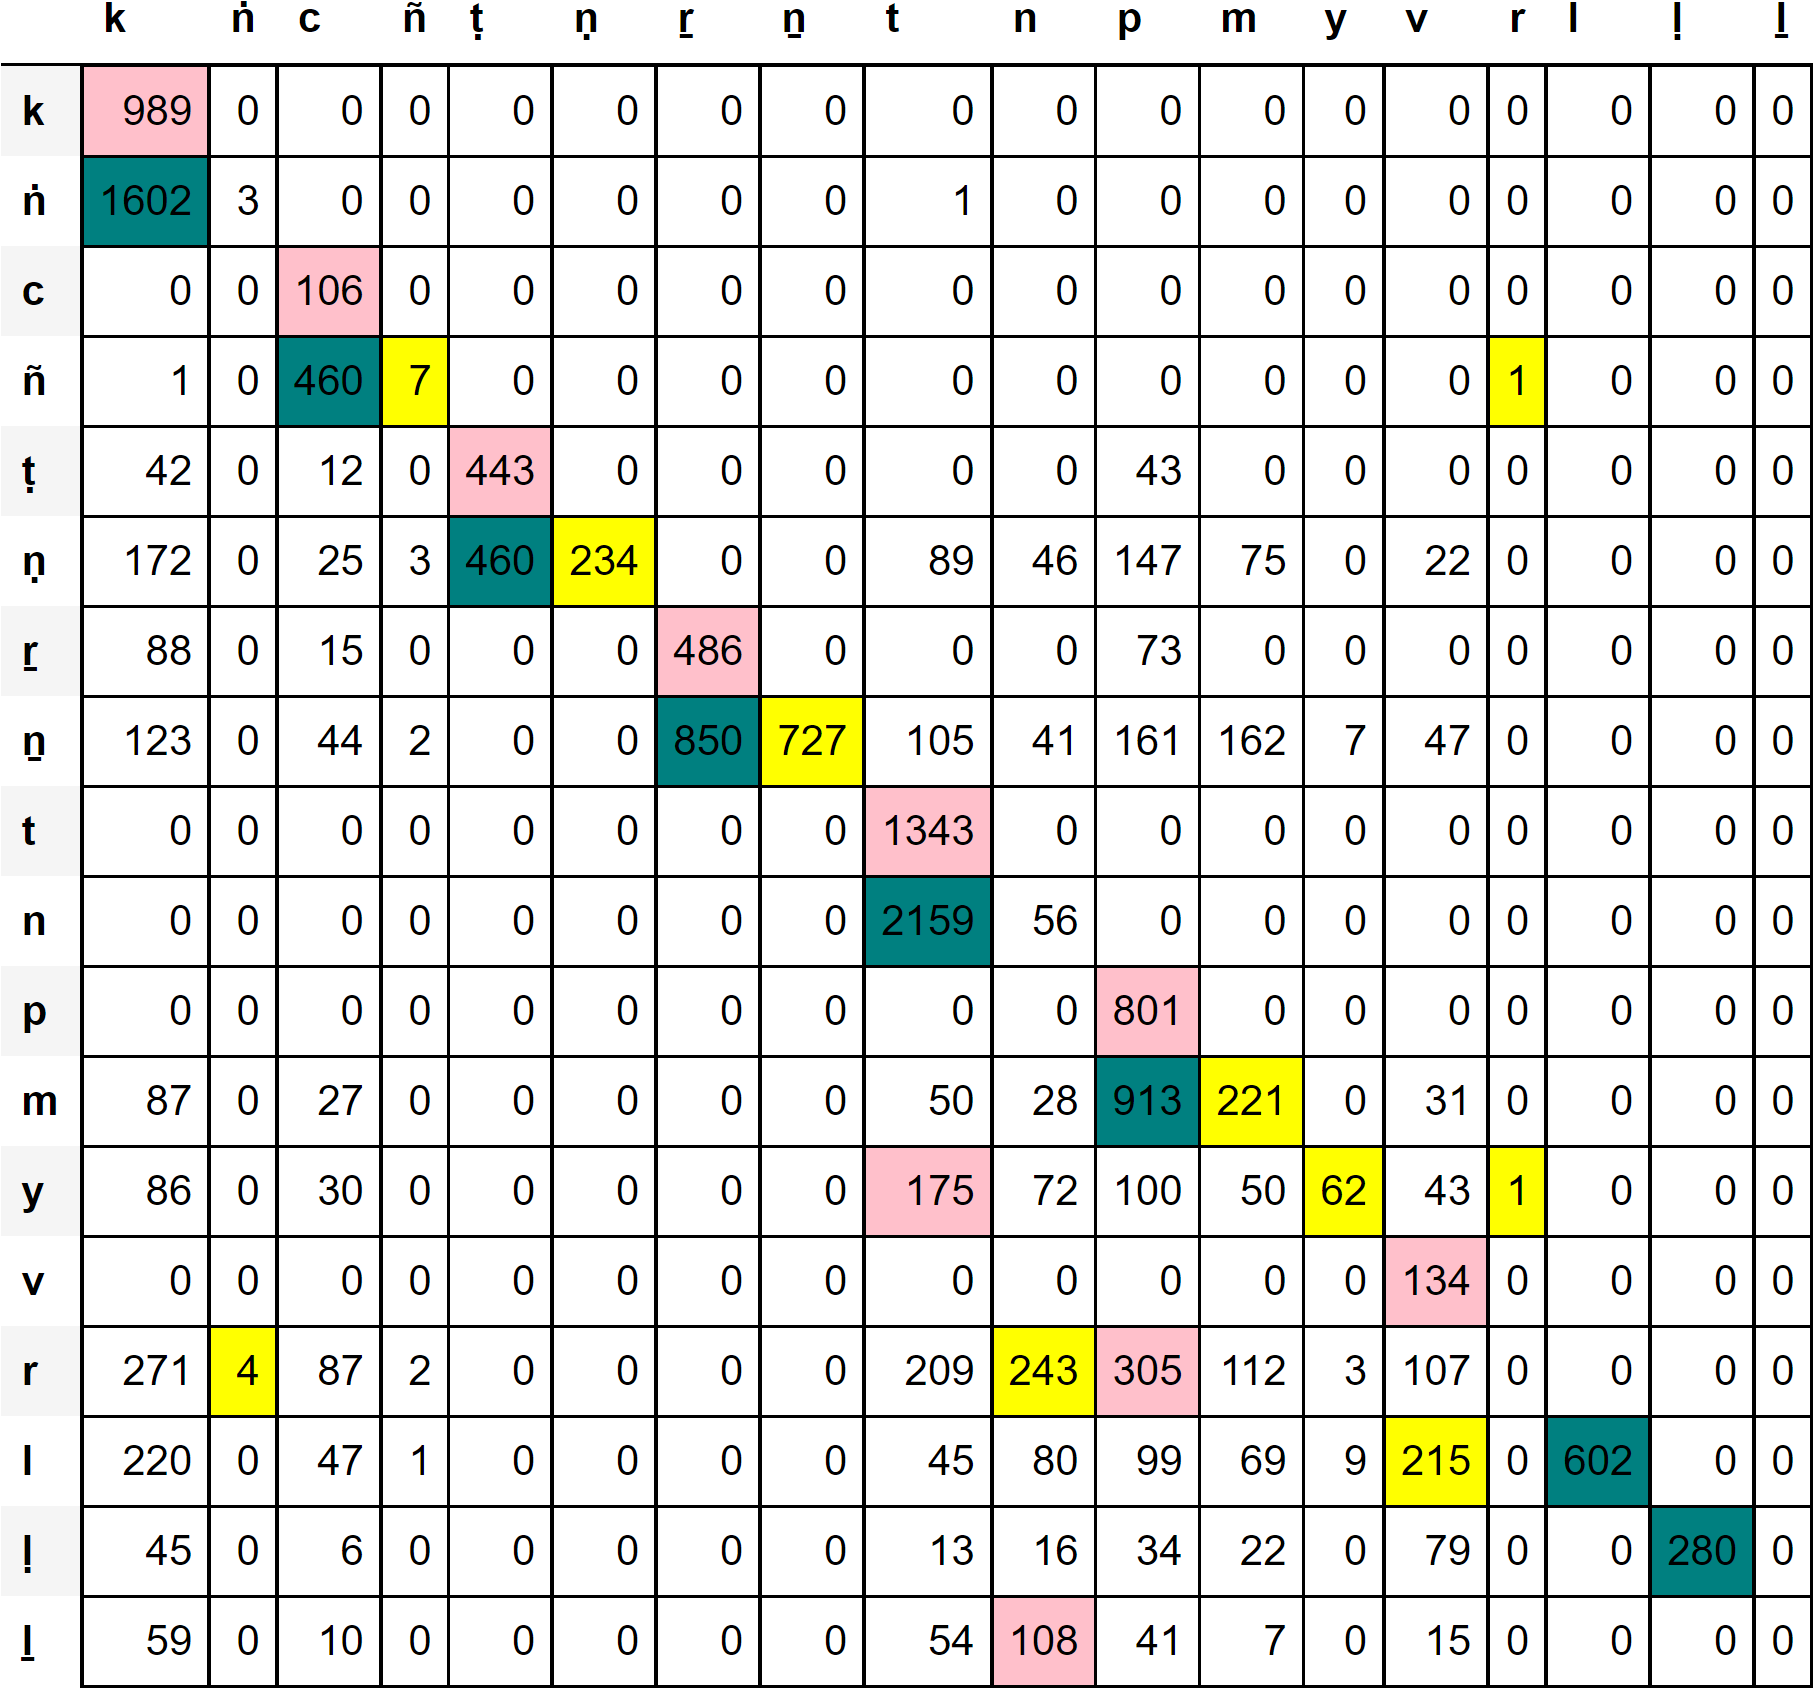 k ṅ c ñ ṭ ṇ ṟ ṉ t n p m y v r l ḷ ḻ
k 989 0 0 0 0 0 0 0 0 0 0 0 0 0 0 0 0 0
ṅ 1602 3 0 0 0 0 0 0 1 0 0 0 0 0 0 0 0 0
c 0 0 106 0 0 0 0 0 0 0 0 0 0 0 0 0 0 0
ñ 1 0 460 7 0 0 0 0 0 0 0 0 0 0 1 0 0 0
ṭ 42 0 12 0 443 0 0 0 0 0 43 0 0 0 0 0 0 0
ṇ 172 0 25 3 460 234 0 0 89 46 147 75 0 22 0 0 0 0
ṟ 88 0 15 0 0 0 486 0 0 0 73 0 0 0 0 0 0 0
ṉ 123 0 44 2 0 0 850 727 105 41 161 162 7 47 0 0 0 0
t 0 0 0 0 0 0 0 0 1343 0 0 0 0 0 0 0 0 0
n 0 0 0 0 0 0 0 0 2159 56 0 0 0 0 0 0 0 0
p 0 0 0 0 0 0 0 0 0 0 801 0 0 0 0 0 0 0
m 87 0 27 0 0 0 0 0 50 28 913 221 0 31 0 0 0 0
y 86 0 30 0 0 0 0 0 175 72 100 50 62 43 1 0 0 0
v 0 0 0 0 0 0 0 0 0 0 0 0 0 134 0 0 0 0
r 271 4 87 2 0 0 0 0 209 243 305 112 3 107 0 0 0 0
l 220 0 47 1 0 0 0 0 45 80 99 69 9 215 0 602 0 0
ḷ 45 0 6 0 0 0 0 0 13 16 34 22 0 79 0 0 280 0
ḻ 59 0 10 0 0 0 0 0 54 108 41 7 0 15 0 0 0 0